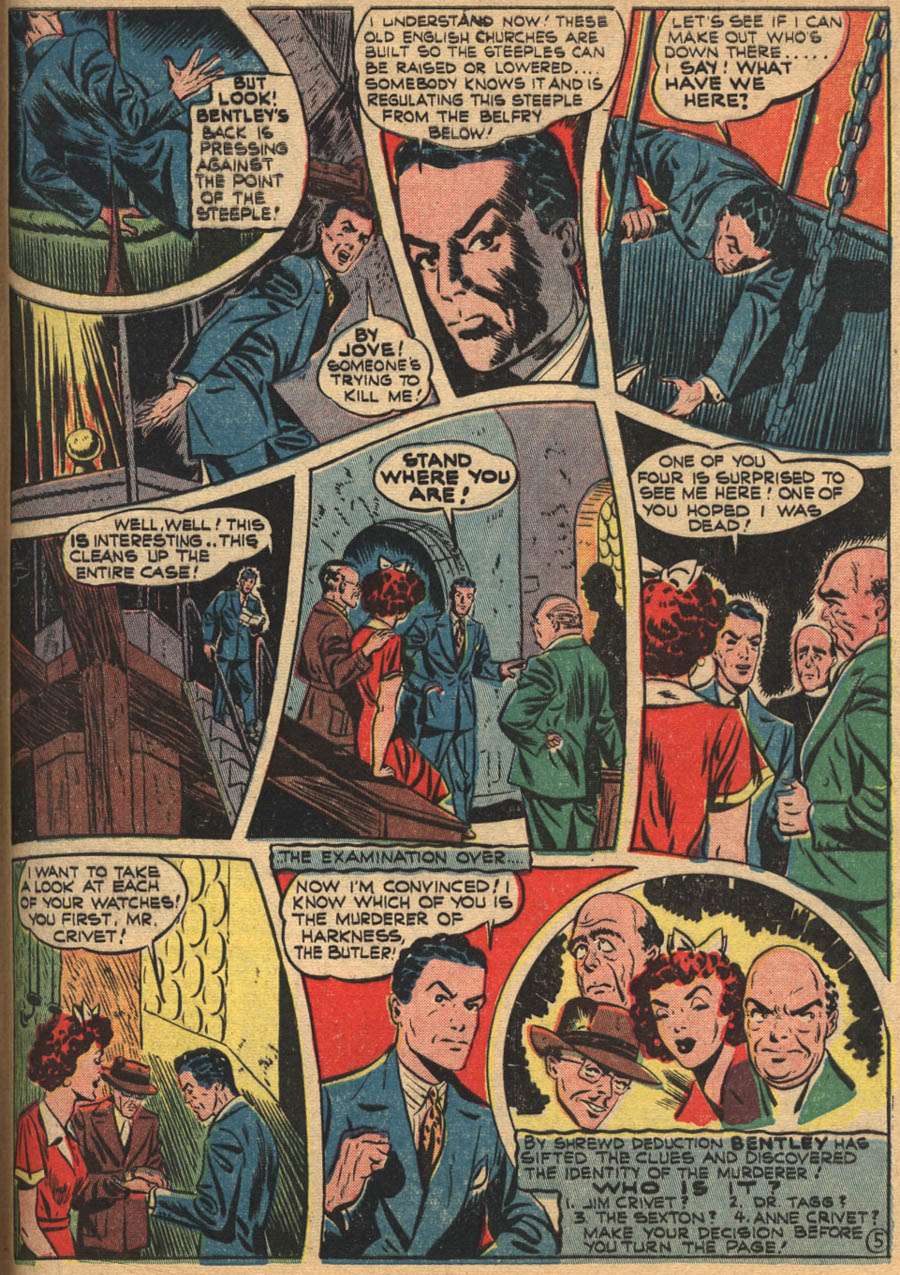 BUT
LOOK!
BENTLEY'S
BACK IS
PRESSING
AGAINST
THE POINT
OF THE
STEEPLE!
BY
JOVE!
SOMEONE'S
TRYING TO
KILL ME!
I UNDERSTAND NOW! THESE
OLD ENGLISH CHURCHES ARE
BUILT SO THE STEEPLES CAN
BE RAISED OR LOWERED...
SOMEBODY KNOWS IT AND IS
REGULATING THIS STEEPLE
FROM THE BELFRY
BELOW!
LET'S SEE IF I CAN
MAKE OUT WHO'S
DOWN THERE.....
I SAY! WHAT
HAVE WE
HERE?
WELL, WELL! THIS
IS INTERESTING..THIS
CLEANS UP THE
ENTIRE CASE!
STAND
WHERE YOU
ARE!
ONE OF YOU
FOUR IS SURPRISED TO
SEE ME HERE! ONE OF
YOU HOPED I WAS
DEAD!
I WANT TO TAKE
A LOOK AT EACH
OF YOUR WATCHES!
YOU FIRST, MR.
CRIVET!
THE EXAMINATION OVER...
NOW I'M CONVINCED! I
KNOW WHICH OF YOU IS
THE MURDERER OF
HARKNESS,
THE BUTLER!
BY SHREWD DEDUCTION BENTLEY HAS
SIFTED THE CLUES AND DISCOVERED
THE IDENTITY OF THE MURDERER!
WHO IS IT?
1. JIM CRIVET? 2. DR. TAGG?
3. THE SEXTON? 4. ANNE CRIVET?
MAKE YOUR DECISION BEFORE
YOU TURN THE PAGE!
5